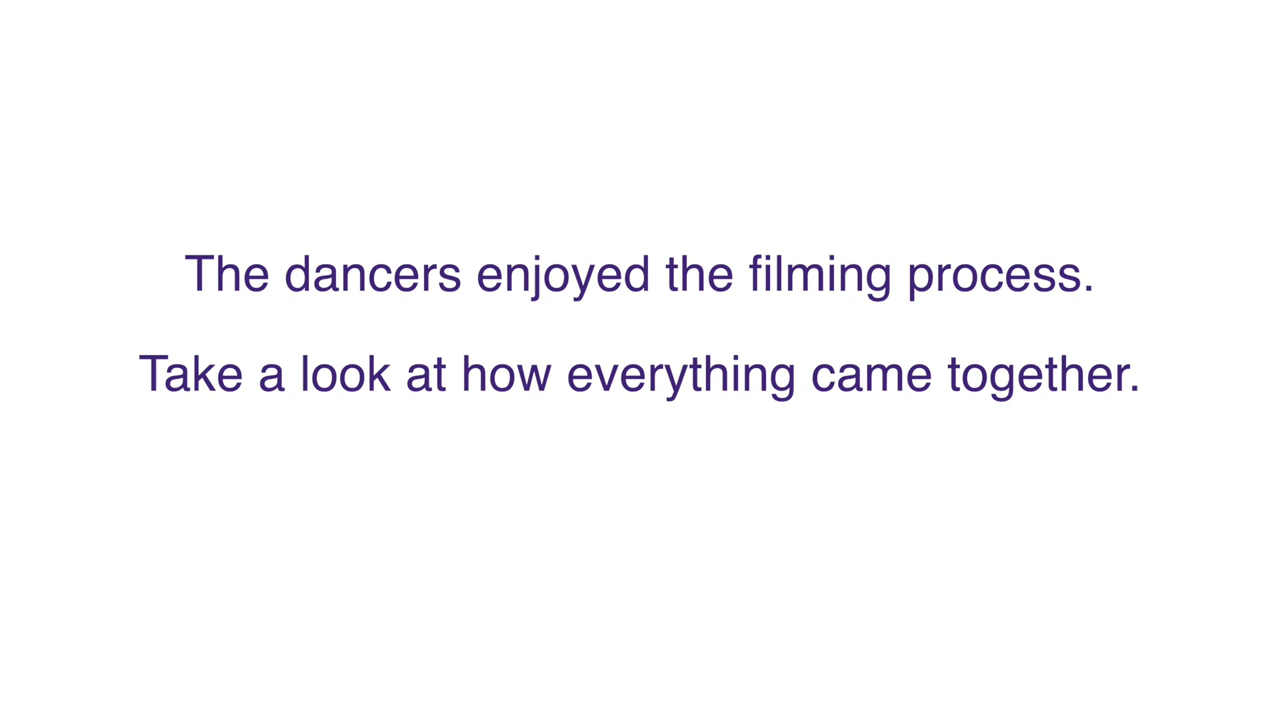 The dancers enjoyed the filming process.
Take a look at how everything came together.